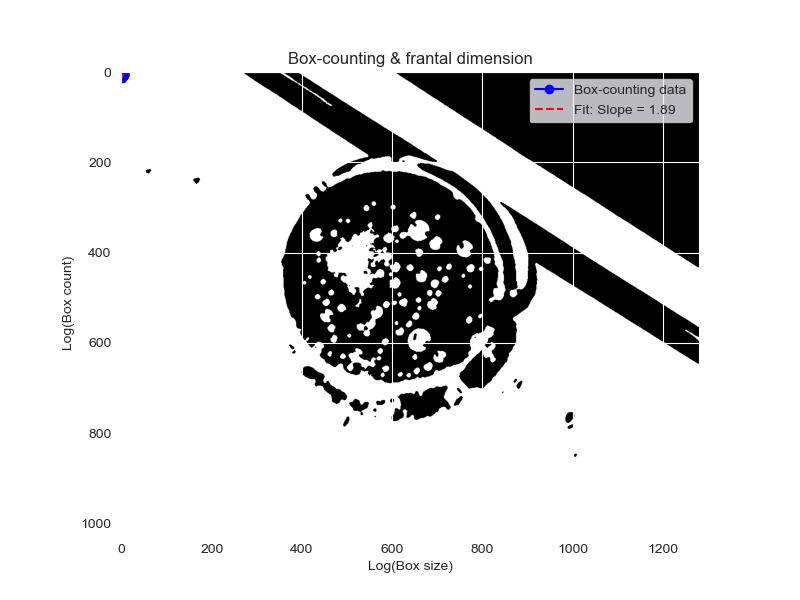 Box-counting & frantal dimension
Box-counting data
Fit: Slope = 1.89
0
200
400
600
800
1000
Log(Box count)
0 200 400 600 800 1000 1200
Log(Box size)